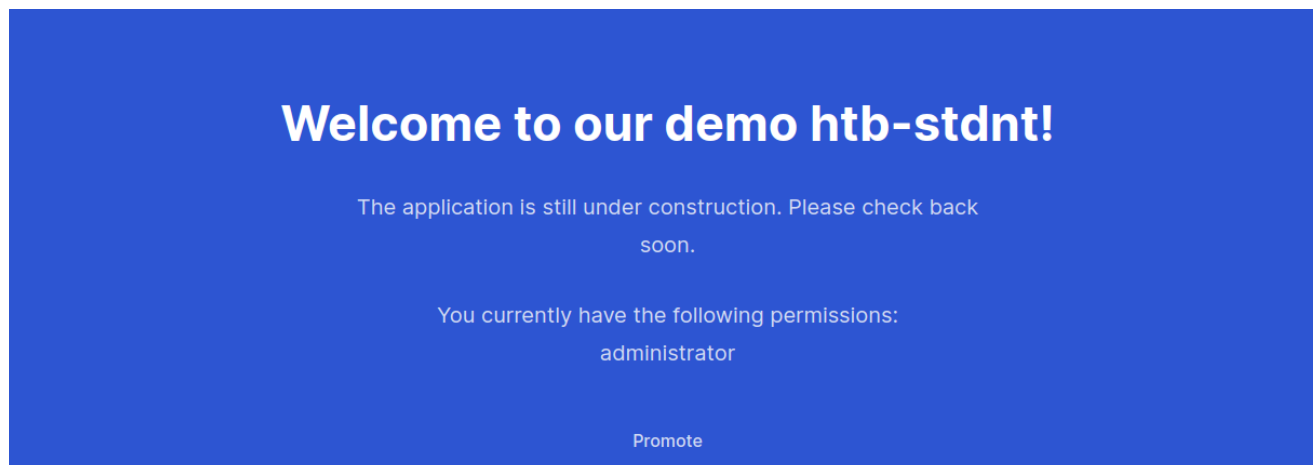 Welcome to our demo htb-stdnt!
The application is still under construction. Please check back
soon.
You currently have the following permissions:
administrator
Promote